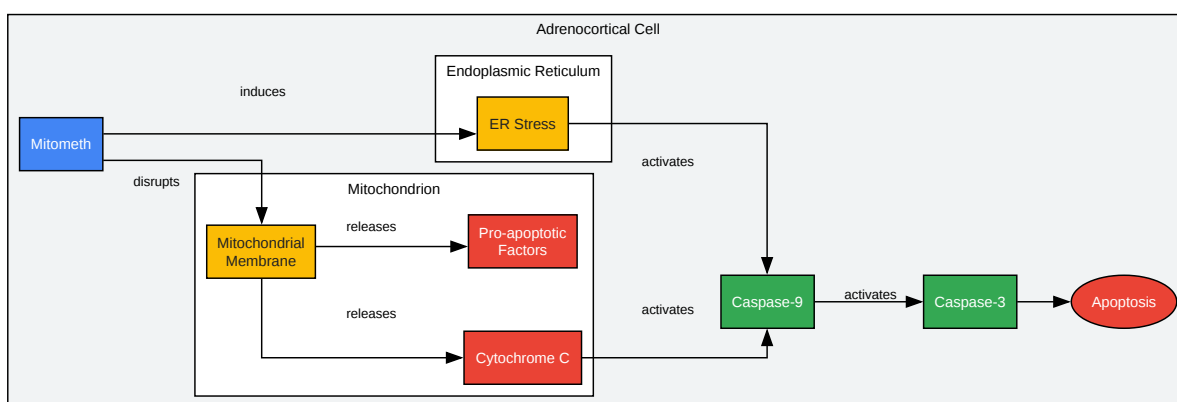 Adrenocortical Cell
Endoplasmic Reticulum
induces
ER Stress
Mitometh
activates
disrupts
Mitochondrion
releases
Pro-apoptotic
Factors
Mitochondrial
Membrane
Caspase-9
activates
Caspase-3
Apoptosis
releases
activates
Cytochrome C